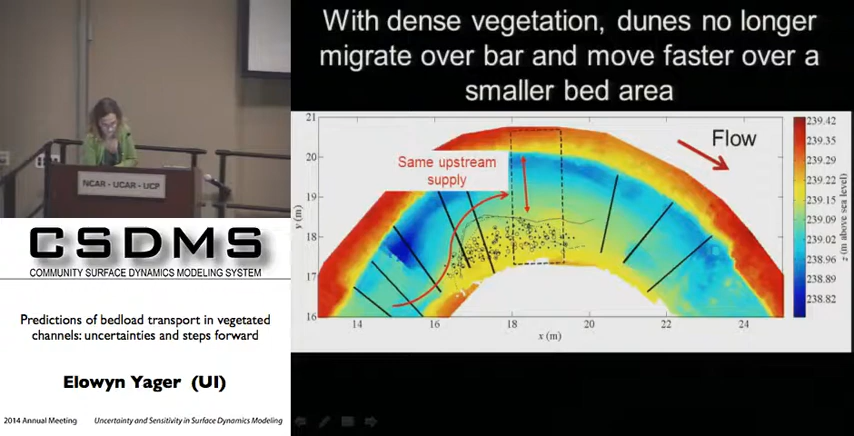 With dense vegetation, dunes no longer
migrate over bar and move faster over a
smaller bed area
NCAR - UCAR - UCP
CSDMS
COMMUNITY SURFACE DYNAMICS MODELING SYSTEM
Predictions of bedload transport in vegetated
channels: uncertainties and steps forward
Elowyn Yager (UI)
2014 Annual Meeting Uncertainty and Sensitivity in Surface Dynamics Modeling
Same upstream
supply
Flow
21
20
19
18
17
16
y (m)
14 16 18 20 22 24
x (m)
239.42
239.35
239.29
239.22
239.15
239.09
239.02
238.96
238.89
238.82
z (m above sea level)